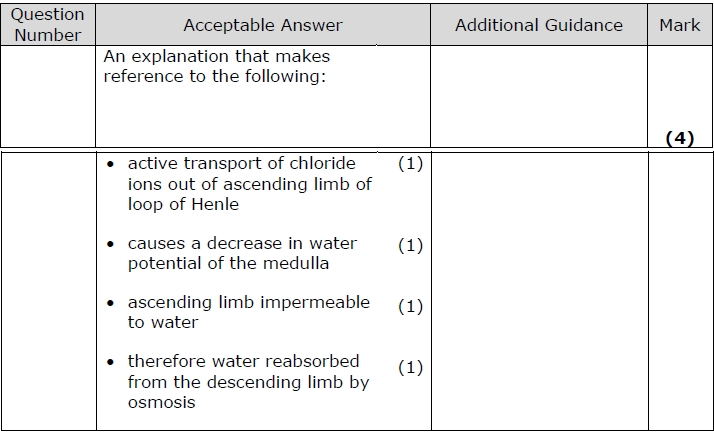 Question
Number
Acceptable Answer
Additional Guidance
Mark
An explanation that makes
reference to the following:
(4)
• active transport of chloride (1)
ions out of ascending limb of
loop of Henle
• causes a decrease in water (1)
potential of the medulla
• ascending limb impermeable (1)
to water
• therefore water reabsorbed (1)
from the descending limb by
osmosis